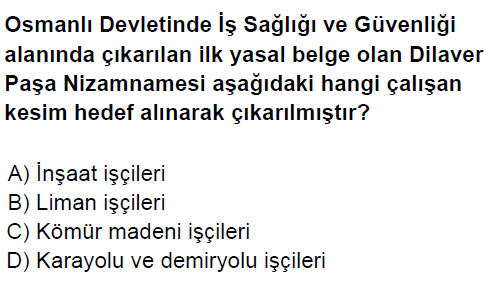 Osmanlı Devletinde İş Sağlığı ve Güvenliği
alanında çıkarılan ilk yasal belge olan Dilaver
Paşa Nizamnamesi aşağıdaki hangi çalışan
kesim hedef alınarak çıkarılmıştır?
A) İnşaat işçileri
B) Liman işçileri
C) Kömür madeni işçileri
D) Karayolu ve demiryolu işçileri